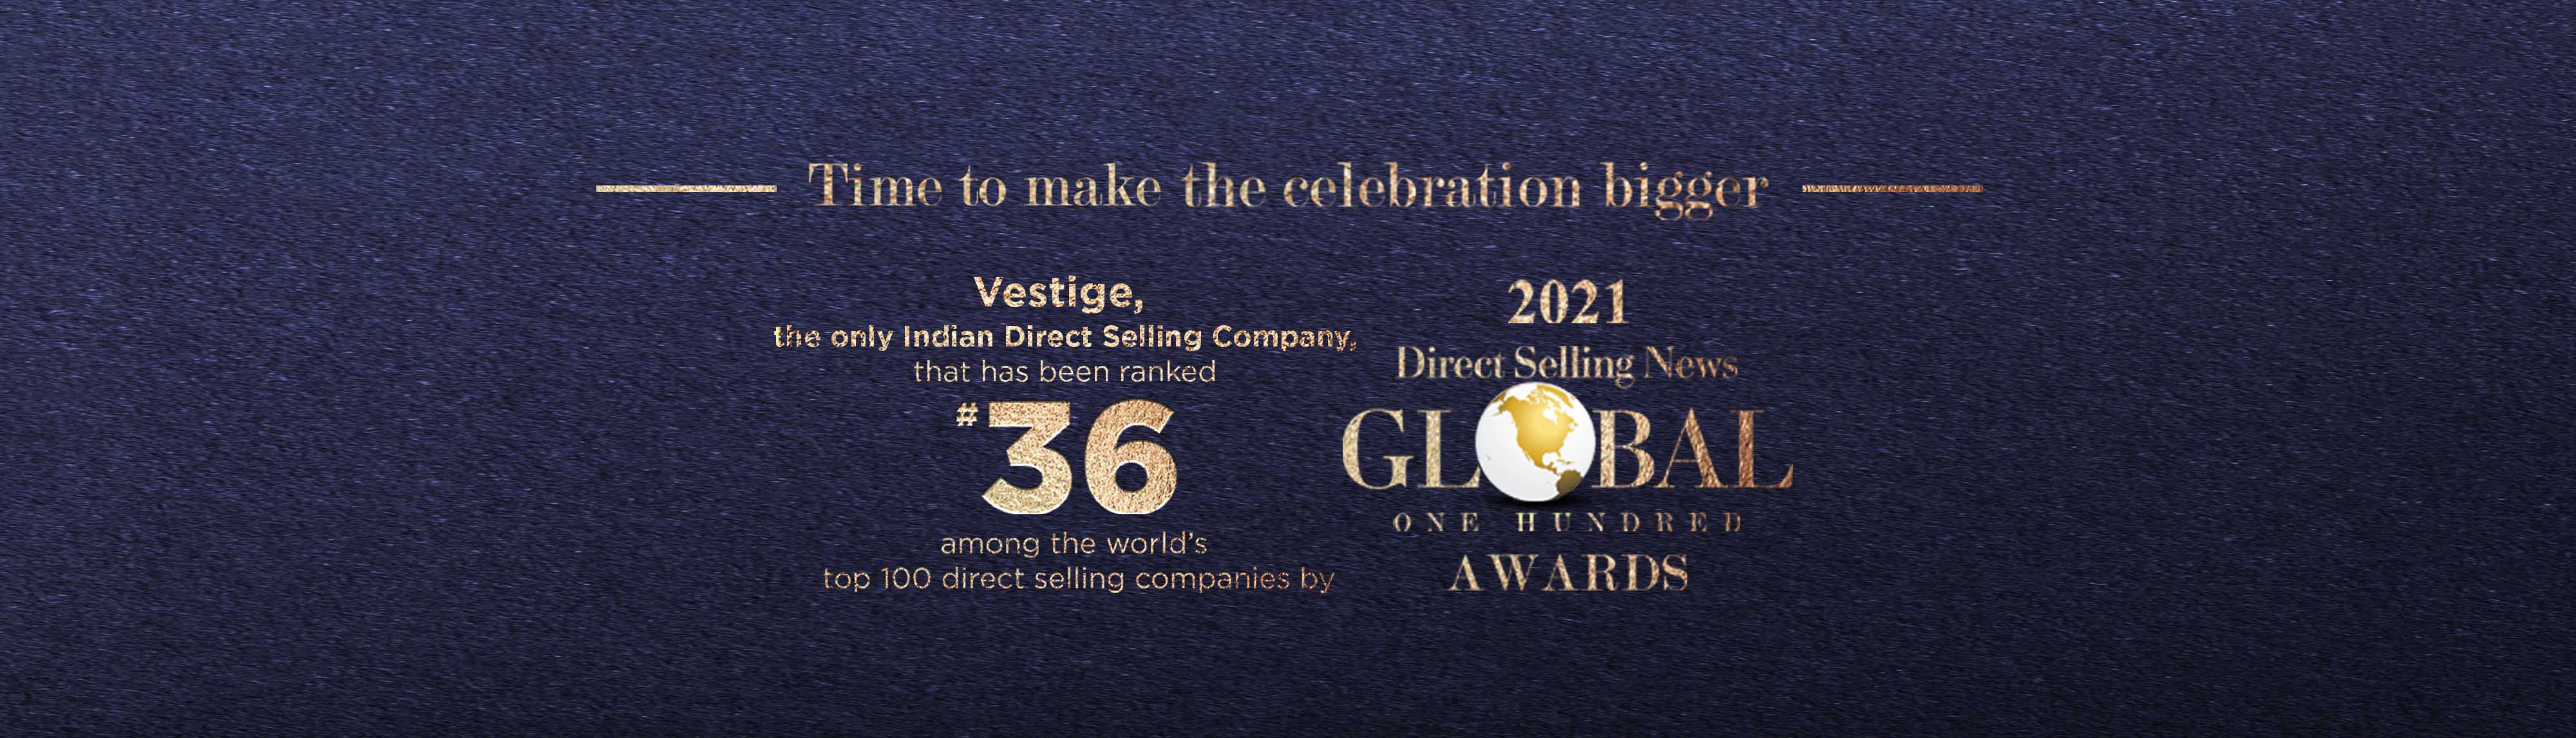 Time to make the celebration bigger
Vestige,
the only Indian Direct Selling Company,
that has been ranked
#36
among the world's
top 100 direct selling companies by
2021
Direct Selling News
GLOBAL
ONE HUNDRED
AWARDS